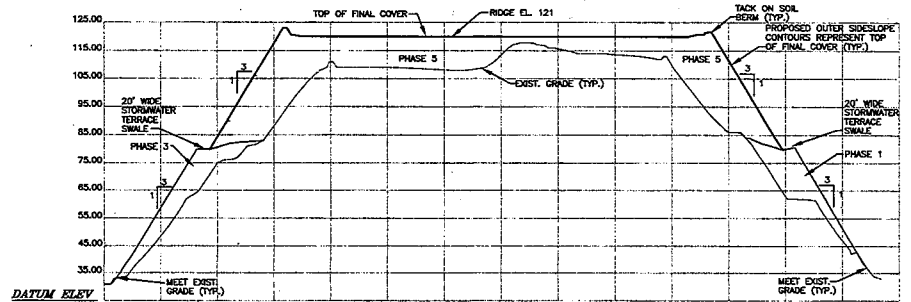 125.00
115.00
105.00
95.00
85.00
75.00
65.00
55.00
45.00
35.00
DATUM ELEV
TOP OF FINAL COVER
RIDGE EL. 121
TACK ON SOIL
BERM (TYP.)
PROPOSED OUTER SIDESLOPE
CONTOURS REPRESENT TOP
OF FINAL COVER (TYP.)
PHASE 5
PHASE 5
EXIST. GRADE (TYP.)
3
1
3
1
20' WIDE
STORMWATER
TERRACE
SWALE
20' WIDE
STORMWATER
TERRACE
SWALE
PHASE 3
PHASE 1
3
1
3
1
MEET EXIST.
GRADE (TYP.)
MEET EXIST.
GRADE (TYP.)